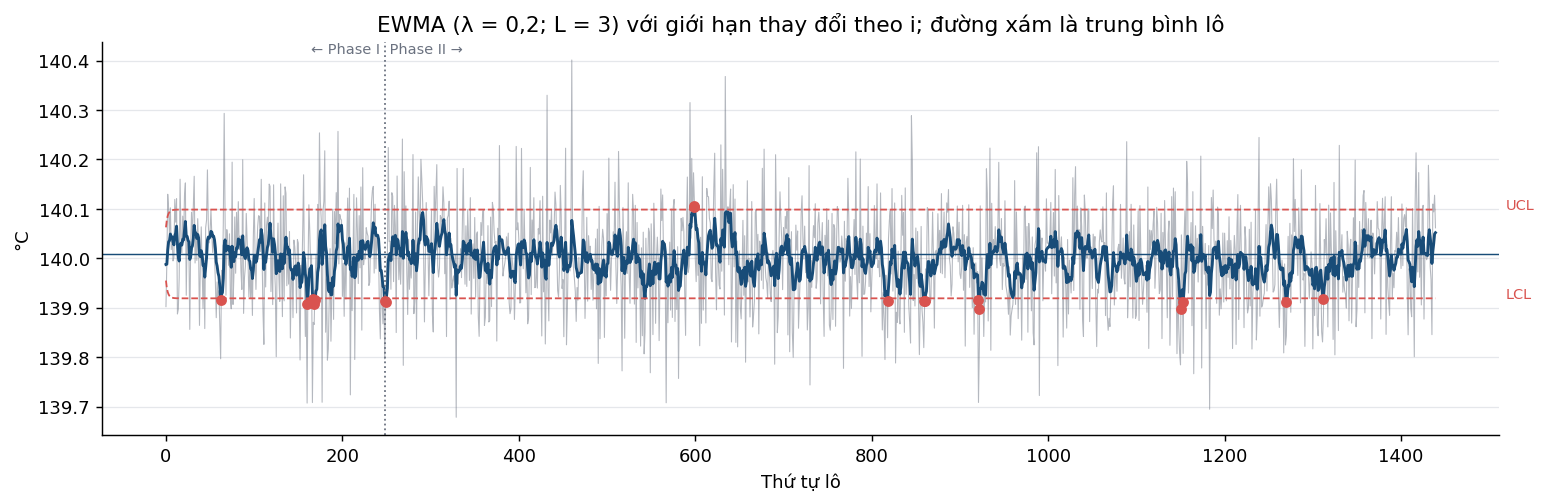 EWMA (λ = 0,2; L = 3) với giới hạn thay đổi theo i; đường xám là trung bình lô
← Phase I Phase II →
140.4
140.3
140.2
140.1
140.0
139.9
139.8
139.7
°C
UCL
LCL
0 200 400 600 800 1000 1200 1400
Thứ tự lô